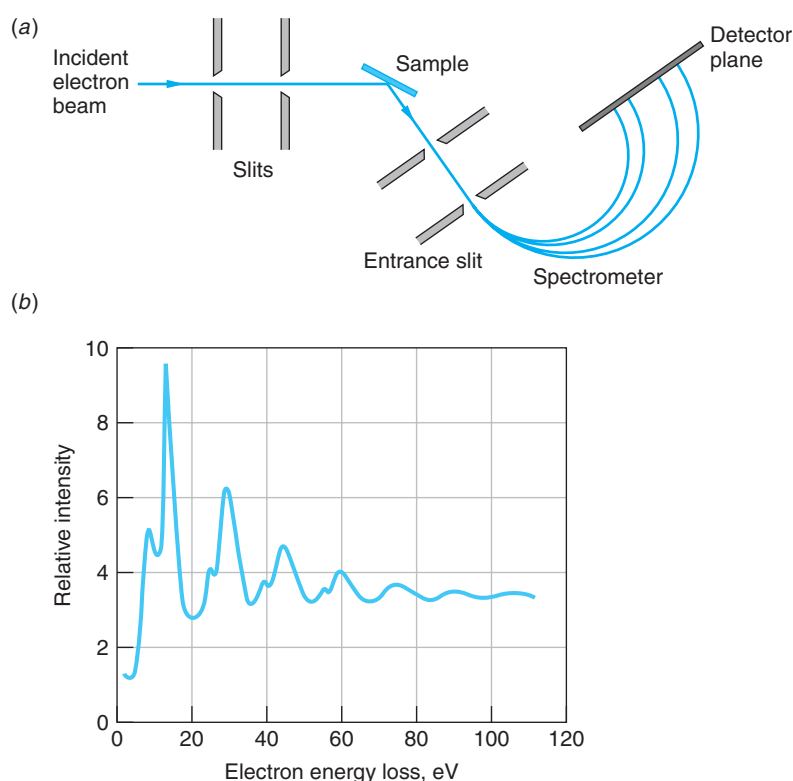 (a)
Incident
electron
beam
Slits
Sample
Entrance slit
Spectrometer
Detector
plane
(b)
Relative intensity
10
8
6
4
2
0
0 20 40 60 80 100 120
Electron energy loss, eV